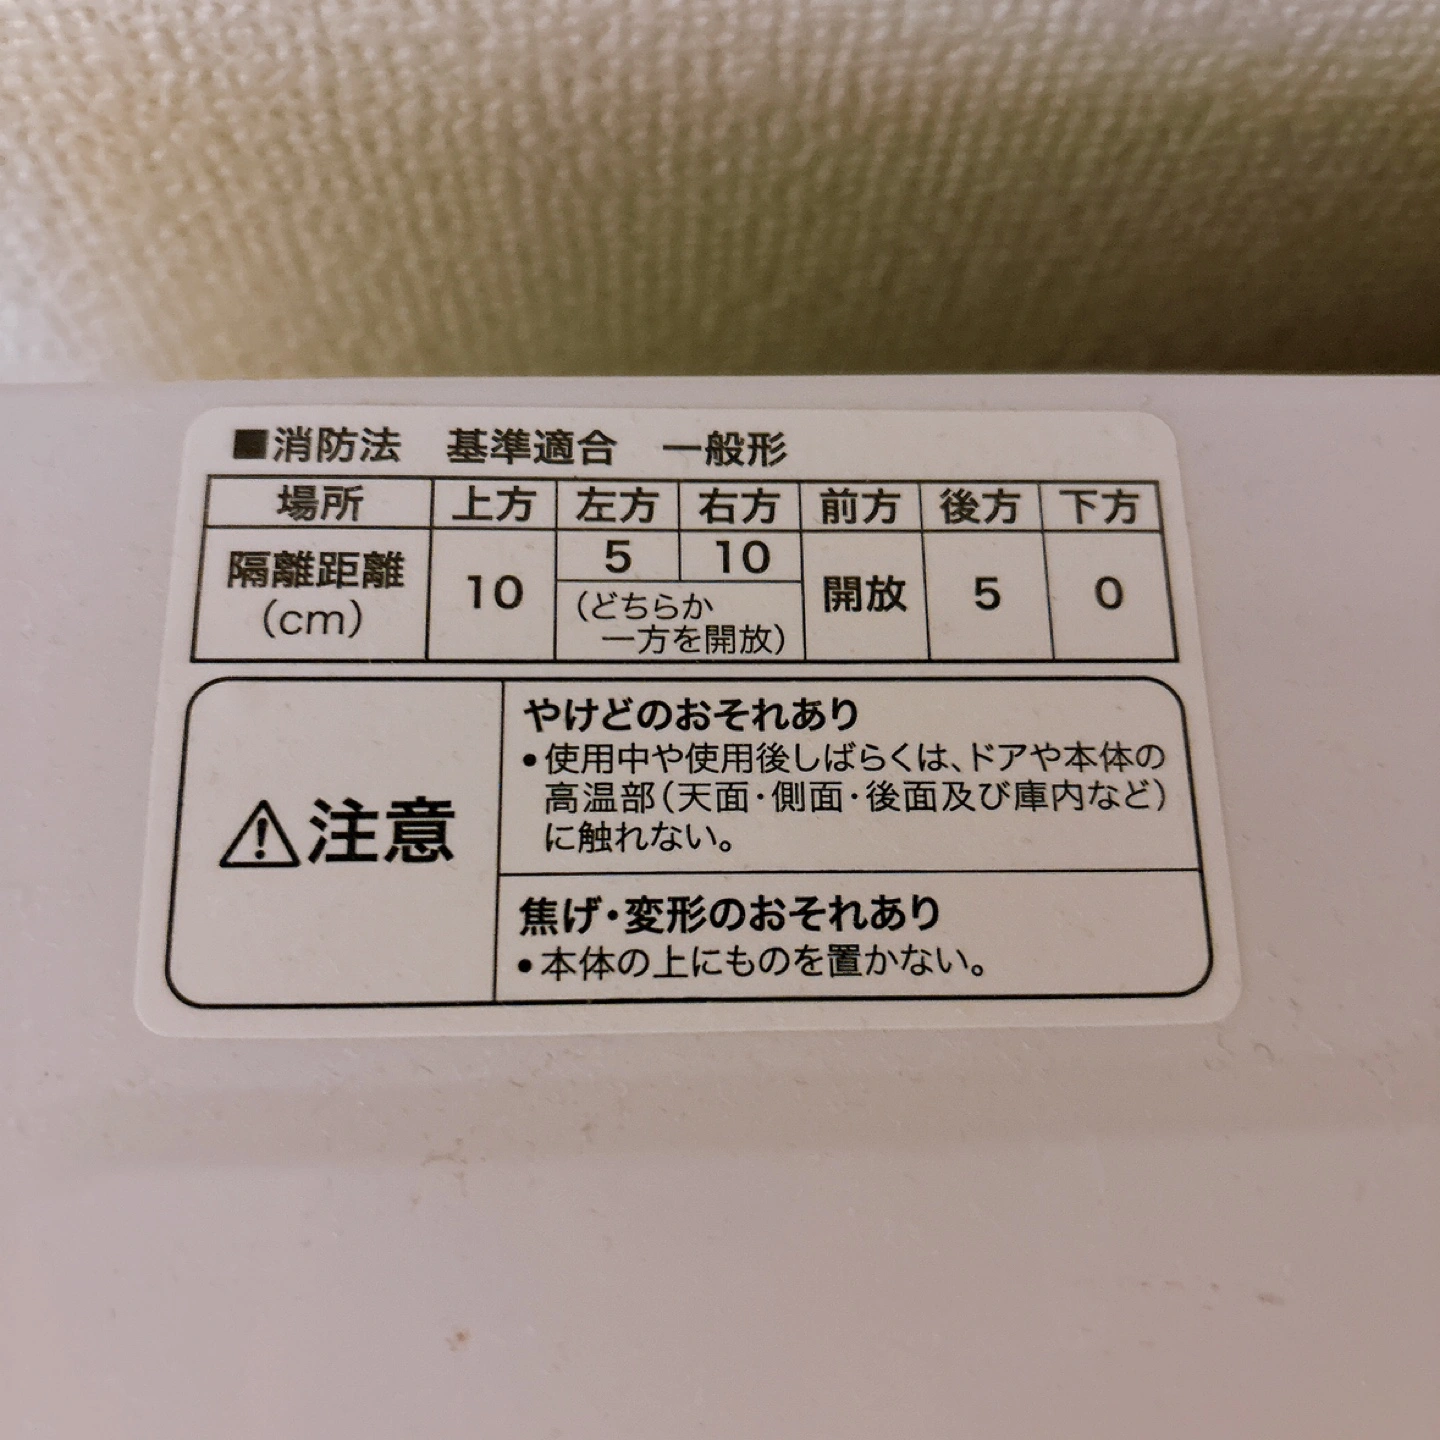 ■消防法 基準適合 一般形
場所 上方 左方 右方 前方 後方 下方
隔離距離 (cm) 10 5 10 開放 5 0
(どちらか
一方を開放)
⚠注意
やけどのおそれあり
•使用中や使用後しばらくは、ドアや本体の
高温部(天面・側面・後面及び庫内など)
に触れない。
焦げ・変形のおそれあり
•本体の上にものを置かない。